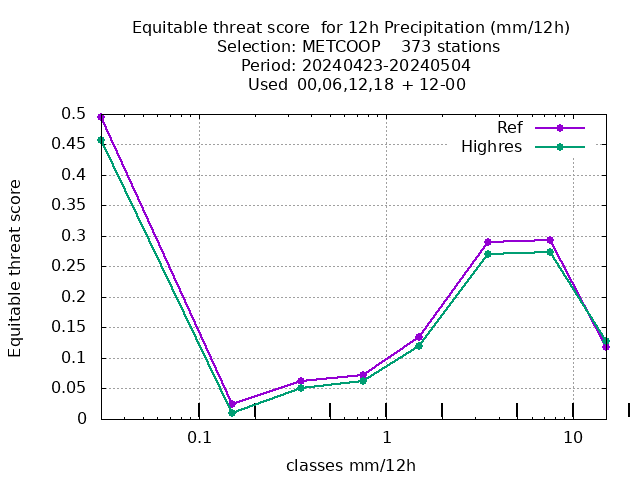 Equitable threat score  for 12h Precipitation (mm/12h)
Selection: METCOOP    373 stations
Period: 20240423-20240504
Used  00,06,12,18  + 12-00
Ref
Highres
0.5
0.45
0.4
0.35
0.3
0.25
0.2
0.15
0.1
0.05
0
Equitable threat score
0.1
1
10
classes mm/12h